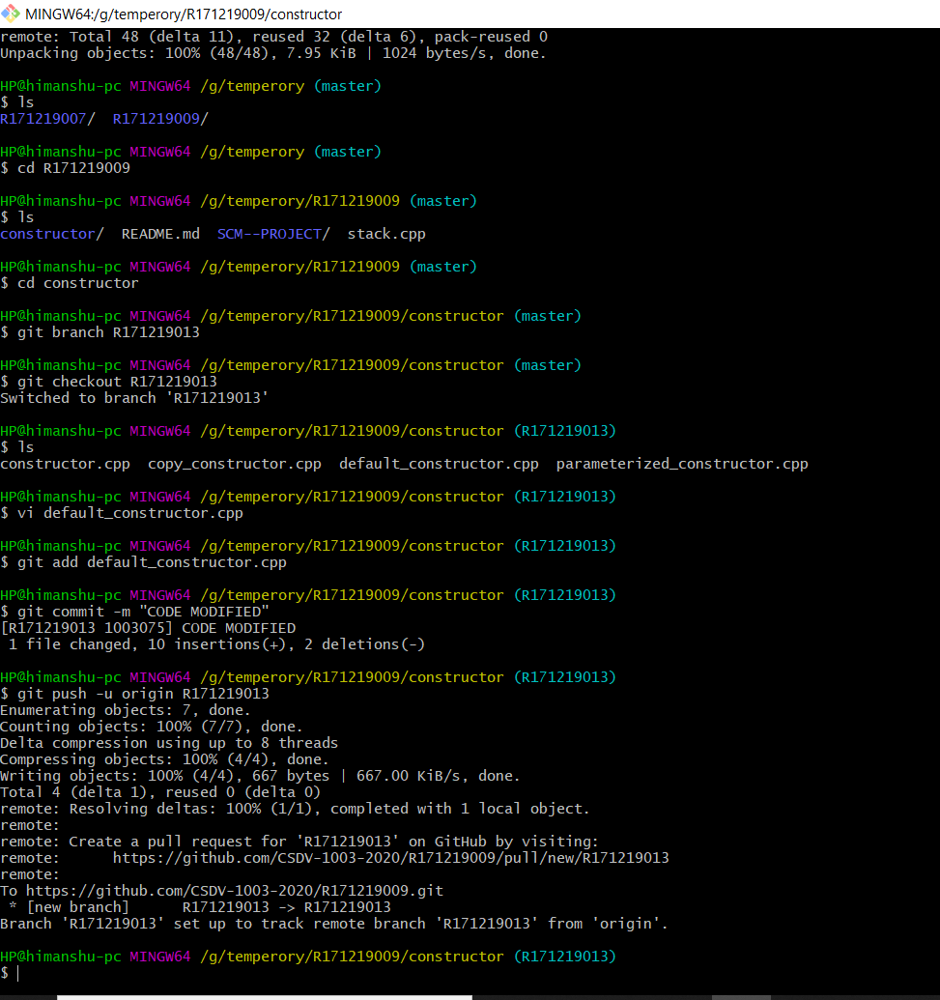 MINGW64:/g/temperory/R171219009/constructor
remote: Total 48 (delta 11), reused 32 (delta 6), pack-reused 0
Unpacking objects: 100% (48/48), 7.95 KiB | 1024 bytes/s, done.
HP@himanshu-pc MINGW64 /g/temperory (master)
$ ls
R171219007/  R171219009/
HP@himanshu-pc MINGW64 /g/temperory (master)
$ cd R171219009
HP@himanshu-pc MINGW64 /g/temperory/R171219009 (master)
$ ls
constructor/  README.md  SCM--PROJECT/  stack.cpp
HP@himanshu-pc MINGW64 /g/temperory/R171219009 (master)
$ cd constructor
HP@himanshu-pc MINGW64 /g/temperory/R171219009/constructor (master)
$ git branch R171219013
HP@himanshu-pc MINGW64 /g/temperory/R171219009/constructor (master)
$ git checkout R171219013
Switched to branch 'R171219013'
HP@himanshu-pc MINGW64 /g/temperory/R171219009/constructor (R171219013)
$ ls
constructor.cpp  copy_constructor.cpp  default_constructor.cpp  parameterized_constructor.cpp
HP@himanshu-pc MINGW64 /g/temperory/R171219009/constructor (R171219013)
$ vi default_constructor.cpp
HP@himanshu-pc MINGW64 /g/temperory/R171219009/constructor (R171219013)
$ git add default_constructor.cpp
HP@himanshu-pc MINGW64 /g/temperory/R171219009/constructor (R171219013)
$ git commit -m "CODE MODIFIED"
[R171219013 1003075] CODE MODIFIED
 1 file changed, 10 insertions(+), 2 deletions(-)
HP@himanshu-pc MINGW64 /g/temperory/R171219009/constructor (R171219013)
$ git push -u origin R171219013
Enumerating objects: 7, done.
Counting objects: 100% (7/7), done.
Delta compression using up to 8 threads
Compressing objects: 100% (4/4), done.
Writing objects: 100% (4/4), 667 bytes | 667.00 KiB/s, done.
Total 4 (delta 1), reused 0 (delta 0)
remote: Resolving deltas: 100% (1/1), completed with 1 local object.
remote:
remote: Create a pull request for 'R171219013' on GitHub by visiting:
remote:      https://github.com/CSDV-1003-2020/R171219009/pull/new/R171219013
remote:
To https://github.com/CSDV-1003-2020/R171219009.git
 * [new branch]      R171219013 -> R171219013
Branch 'R171219013' set up to track remote branch 'R171219013' from 'origin'.
HP@himanshu-pc MINGW64 /g/temperory/R171219009/constructor (R171219013)
$